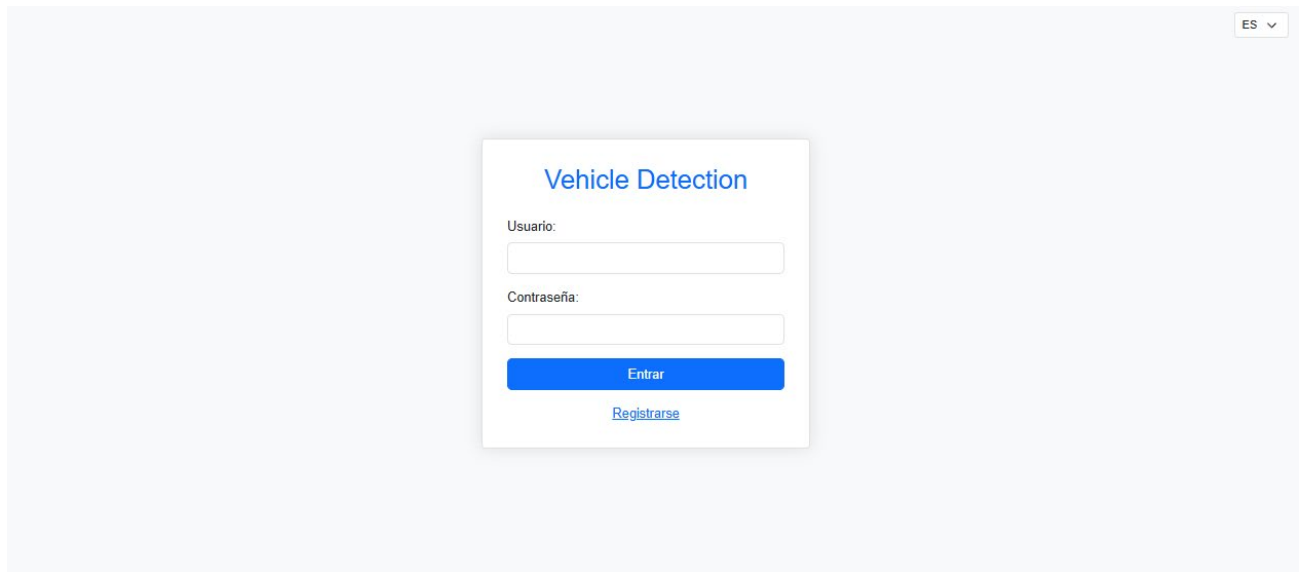 ES
Vehicle Detection
Usuario:
Contraseña:
Entrar
Registrarse